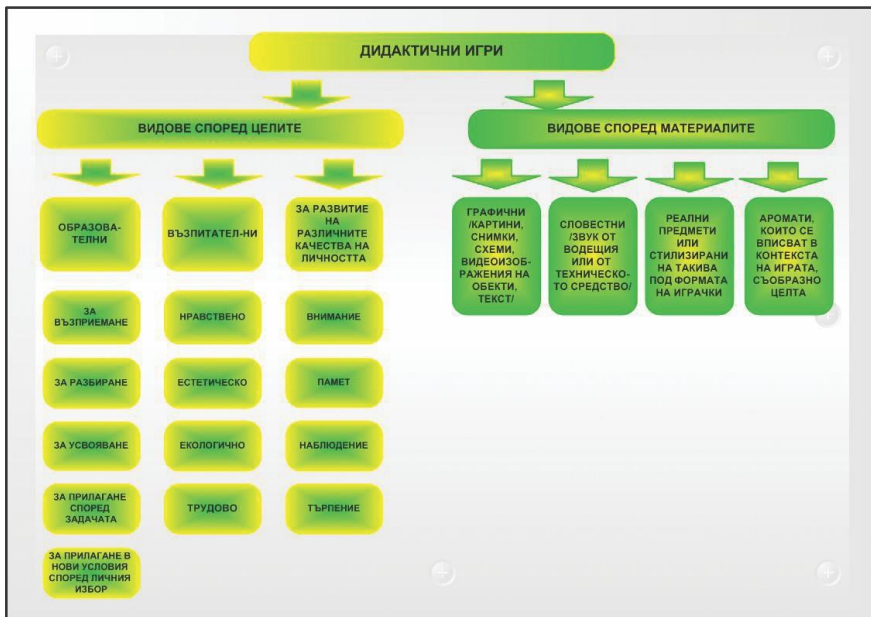 ДИДАКТИЧНИ ИГРИ
ВИДОВЕ СПОРЕД ЦЕЛИТЕ
ОБРАЗОВА-
ТЕЛНИ
ЗА
ВЪЗПРИЕМАНЕ
ЗА РАЗБИРАНЕ
ЗА УСВОЯВАНЕ
ЗА ПРИЛАГАНЕ
СПОРЕД
ЗАДАЧАТА
ЗА ПРИЛАГАНЕ В
НОВИ УСЛОВИЯ
СПОРЕД ЛИЧНИЯ
ИЗБОР
ВЪЗПИТАТЕЛ-НИ
НРАВСТВЕНО
ЕСТЕТИЧЕСКО
ЕКОЛОГИЧНО
ТРУДОВО
ЗА РАЗВИТИЕ
НА
РАЗЛИЧНИТЕ
КАЧЕСТВА НА
ЛИЧНОСТТА
ВНИМАНИЕ
ПАМЕТ
НАБЛЮДЕНИЕ
ТЪРПЕНИЕ
ВИДОВЕ СПОРЕД МАТЕРИАЛИТЕ
ГРАФИЧНИ
/КАРТИНИ,
СНИМКИ,
СХЕМИ,
ВИДЕОИЗОБ-
РАЖЕНИЯ НА
ОБЕКТИ,
ТЕКСТ/
СЛОВЕСТНИ
/ЗВУК ОТ
ВОДЕЩИЯ
ИЛИ ОТ
ТЕХНИЧЕСКО-
ТО СРЕДСТВО/
РЕАЛНИ
ПРЕДМЕТИ
ИЛИ
СТИЛИЗИРАНИ
НА ТАКИВА
ПОД ФОРМАТА
НА ИГРАЧКИ
АРОМАТИ,
КОИТО СЕ
ВПИСВАТ В
КОНТЕКСТА
НА ИГРАТА,
СЪОБРАЗНО
ЦЕЛТА